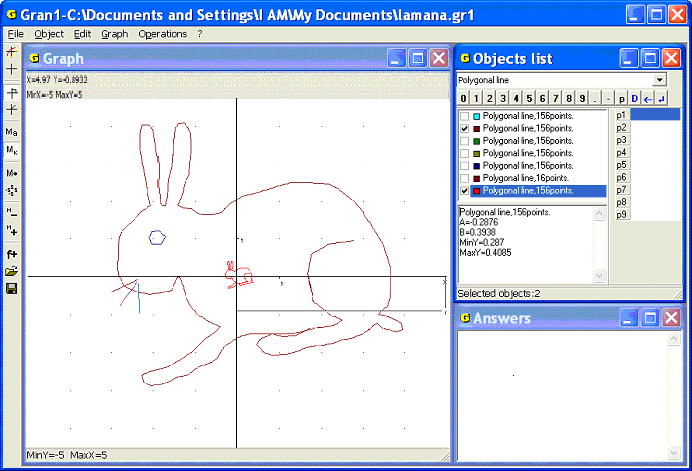 Gran1-C:\Documents and Settings\I AM\My Documents\lamana.gr1
File Object Edit Graph Operations ?
Graph
X=4.97 Y=-0.8932
MinX=-5 MaxY=5
1
1
X
MinY=-5 MaxX=5
Ma
Mк
M
H
H
f+
Objects list
Polygonal line
0 1 2 3 4 5 6 7 8 9 . - p D ← ↵
Polygonal line,156points.
Polygonal line,156points.
Polygonal line,156points.
Polygonal line,156points.
Polygonal line,156points.
Polygonal line,16points.
Polygonal line,156points.
p1
p2
p3
p4
p5
p6
p7
p8
p9
Polygonal line,156points.
A=-0.2876
B=0.3938
MinY=0.287
MaxY=0.4085
Selected objects:2
Answers